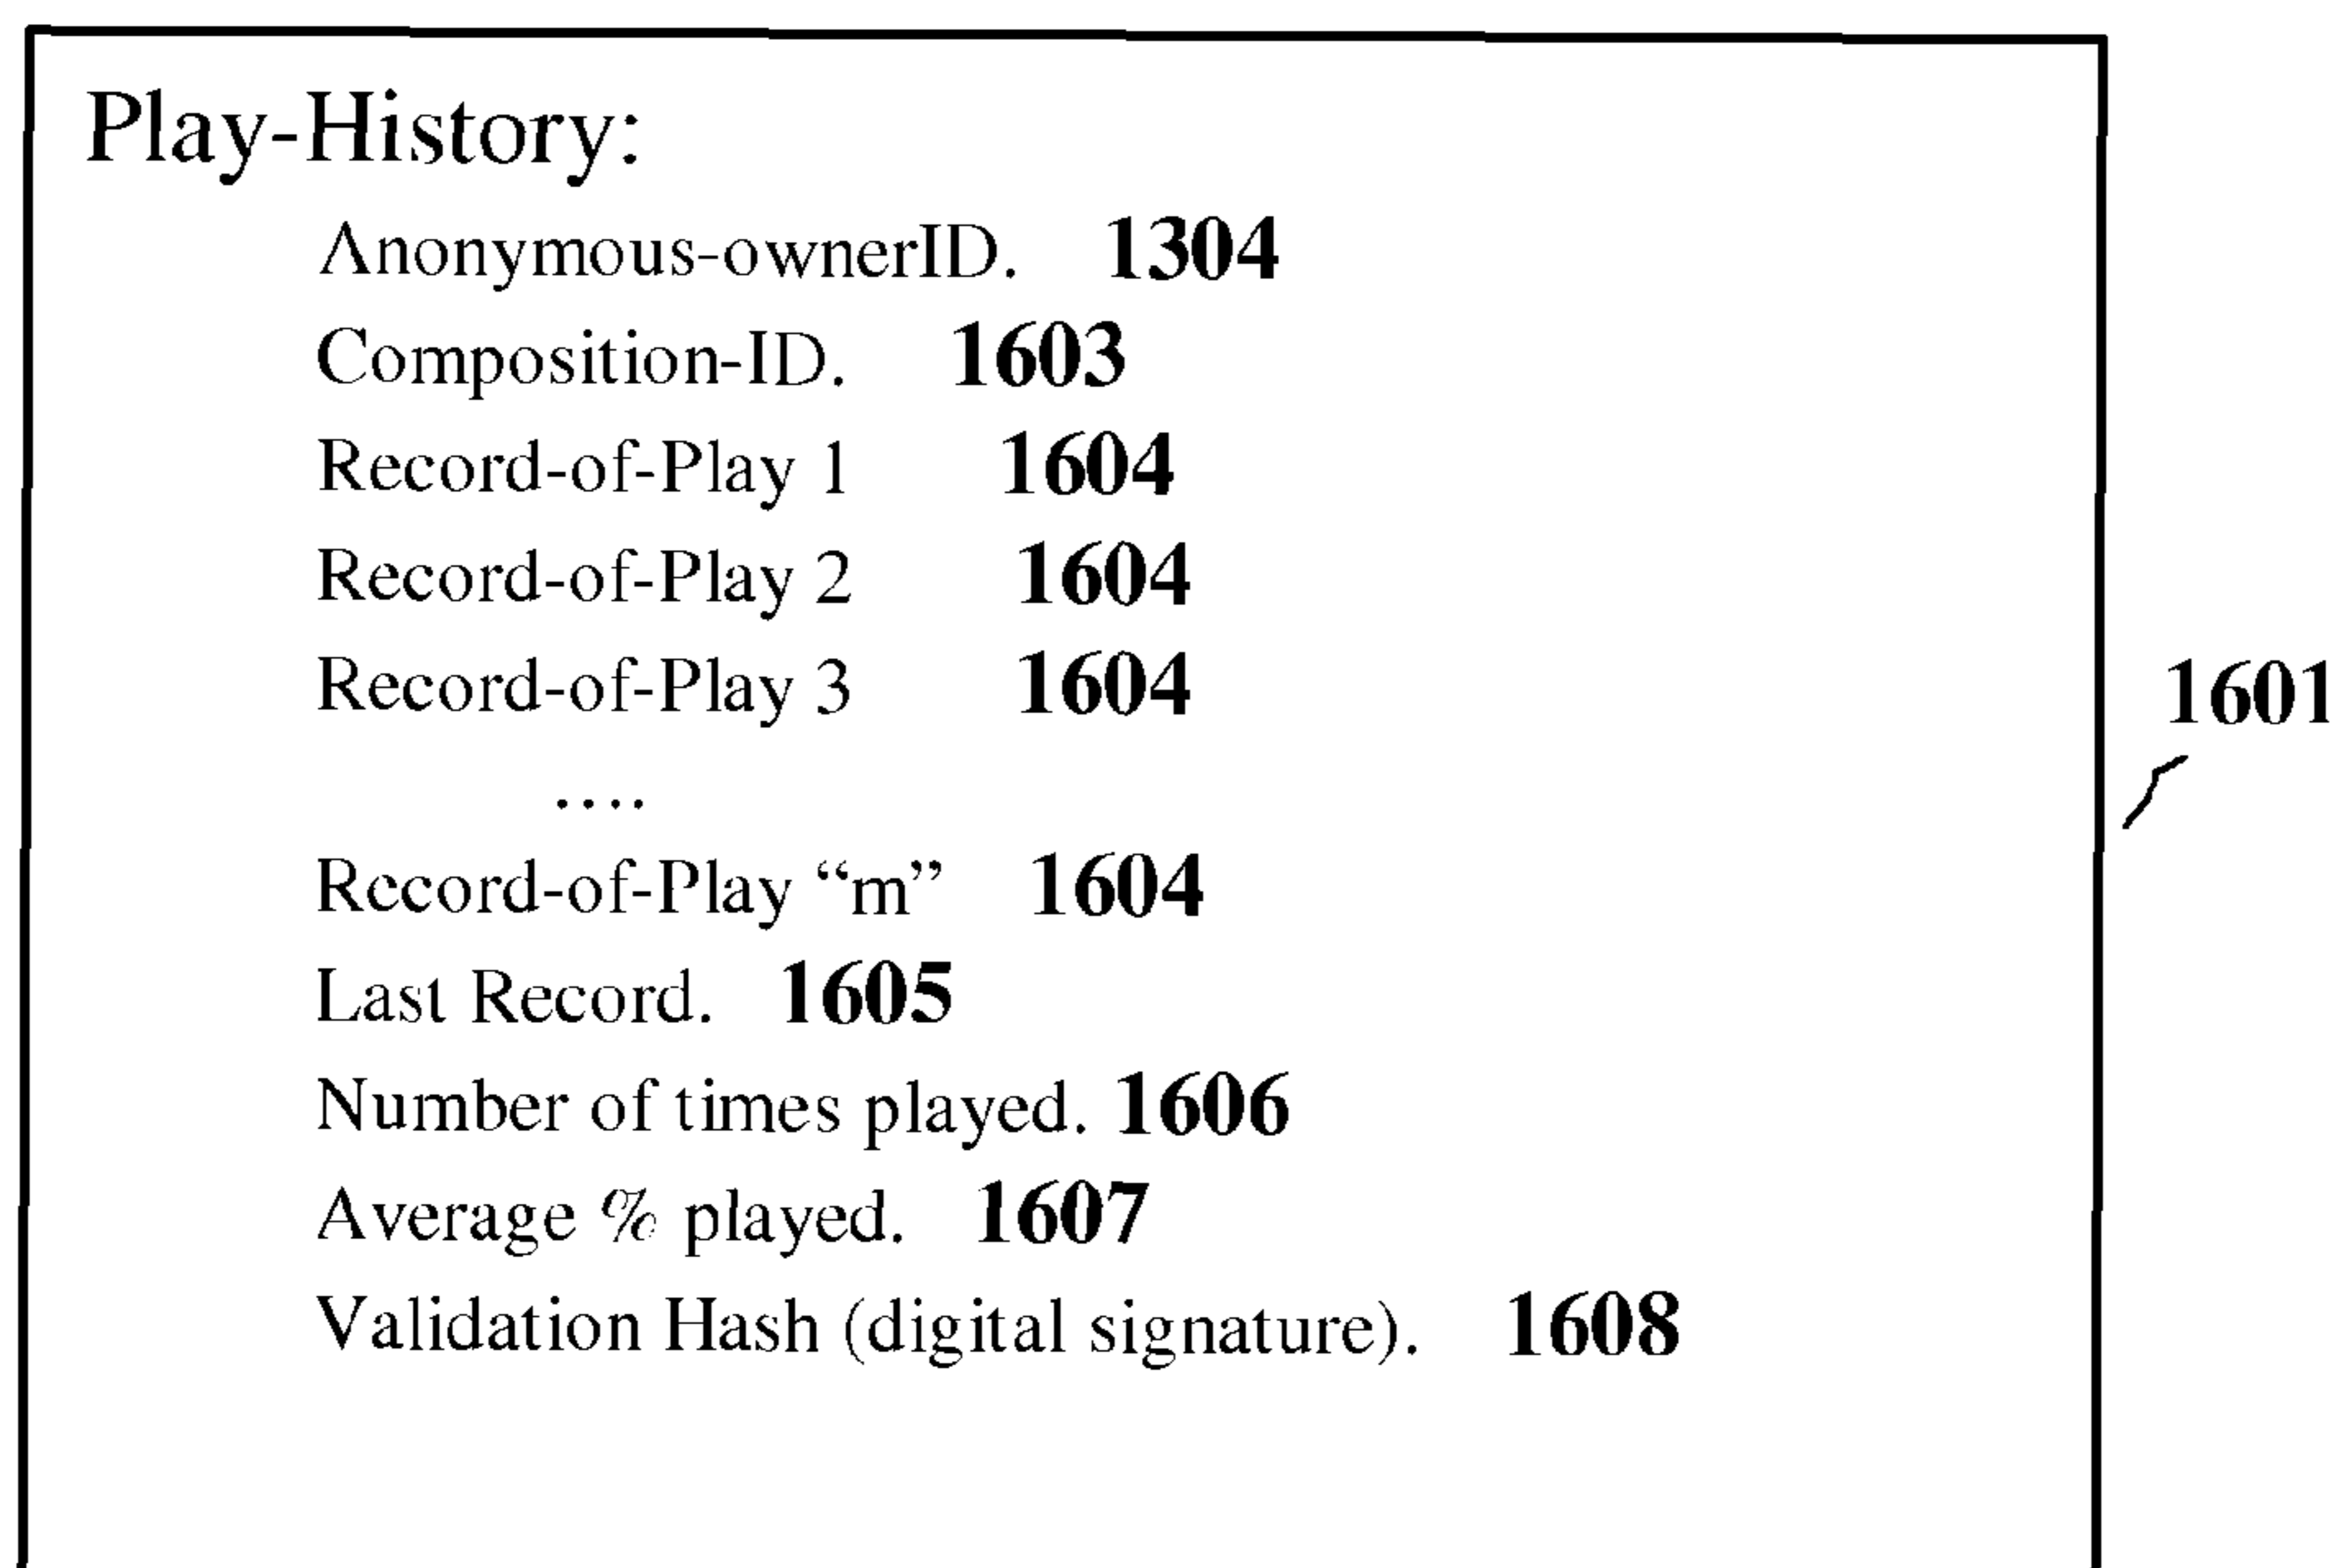 Play-History:
Anonymous-ownerID. 1304
Composition-ID. 1603
Record-of-Play 1 1604
Record-of-Play 2 1604
Record-of-Play 3 1604
1601
....
Record-of-Play “m” 1604
Last Record. 1605
Number of times played. 1606
Average % played. 1607
Validation Hash (digital signature). 1608